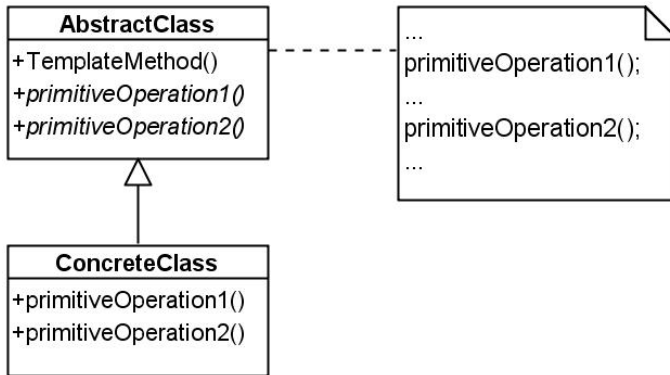 AbstractClass
+TemplateMethod()
+primitiveOperation1()
+primitiveOperation2()
...
primitiveOperation1();
...
primitiveOperation2();
...
ConcreteClass
+primitiveOperation1()
+primitiveOperation2()